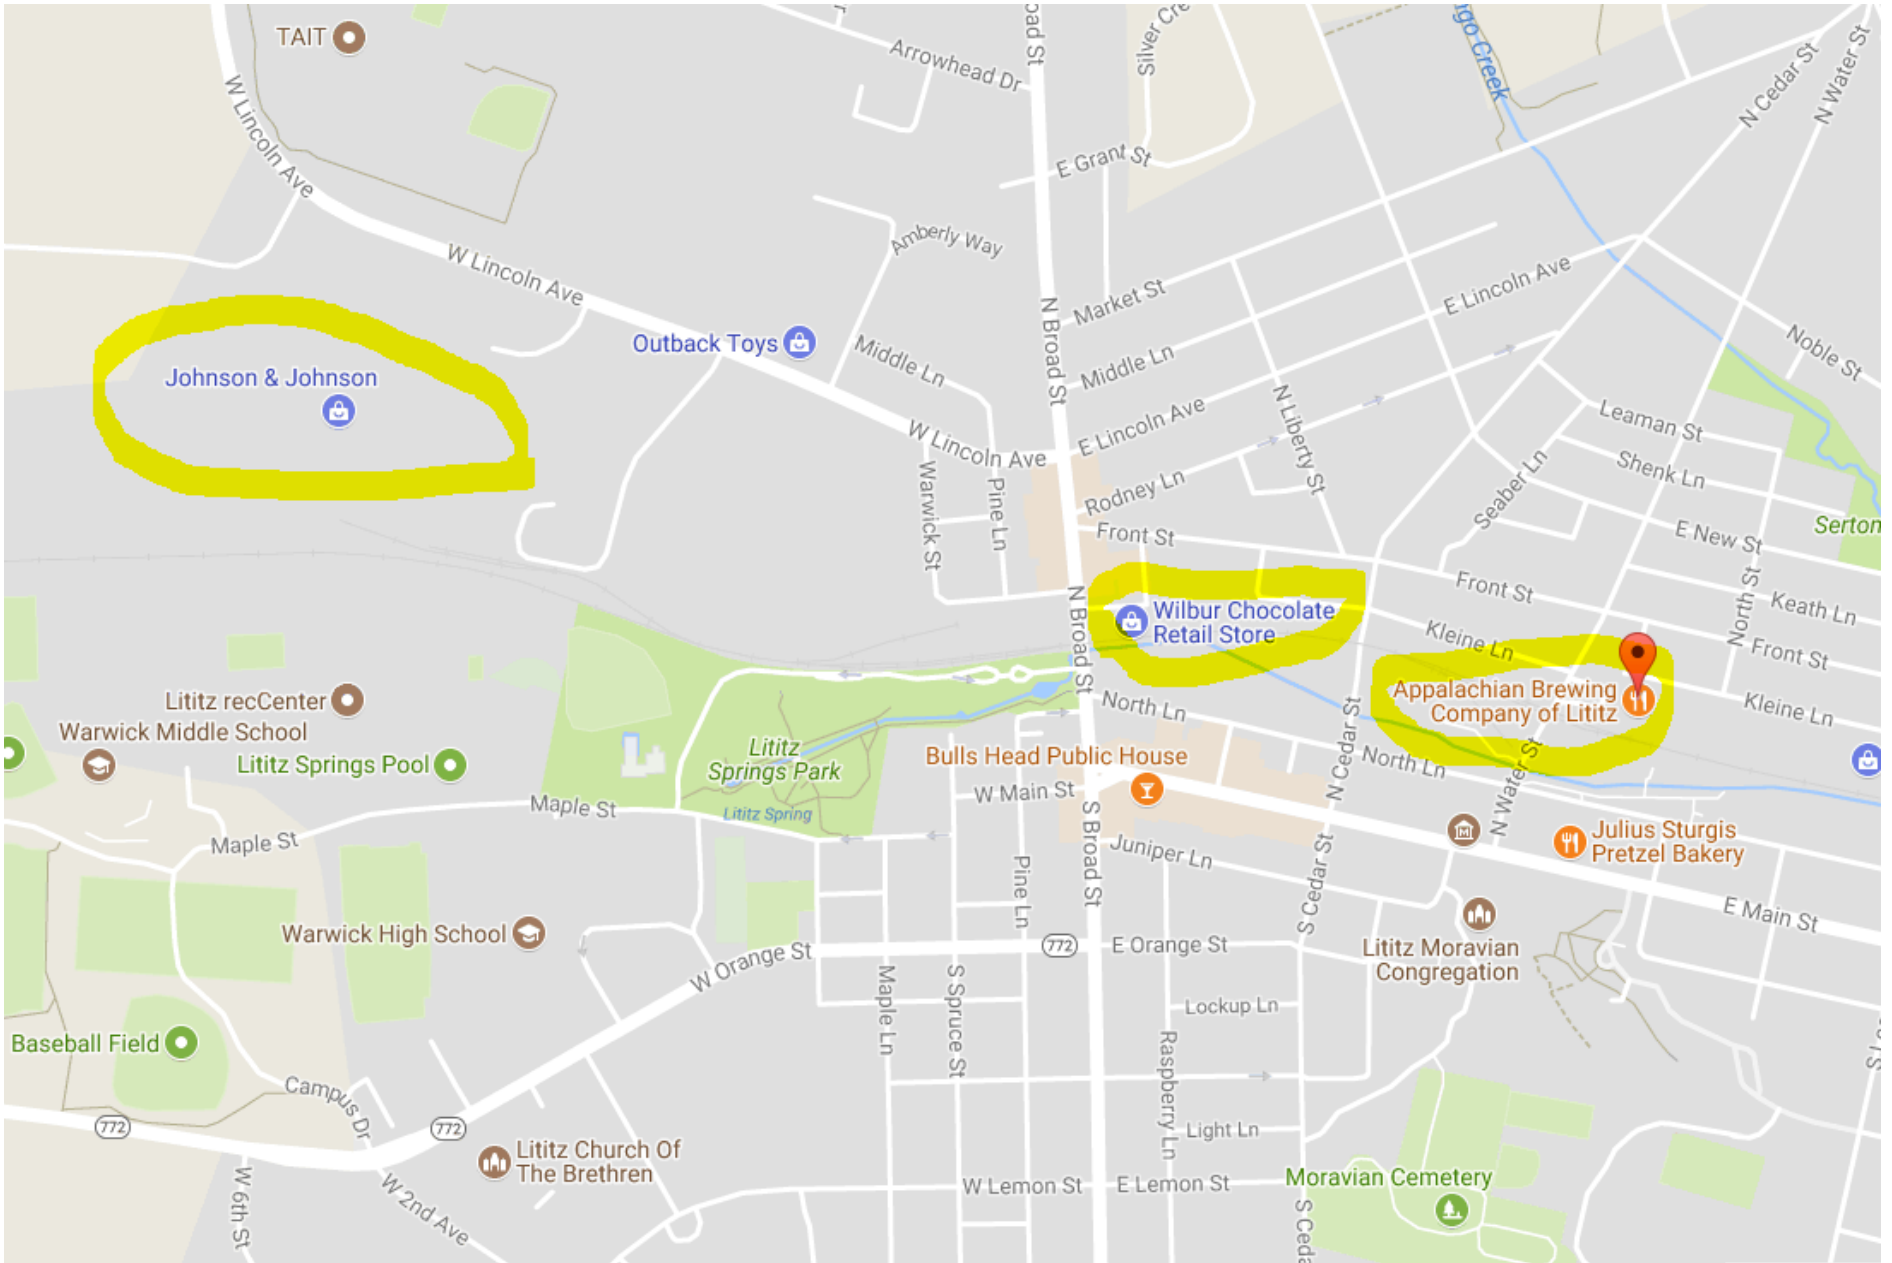 TAIT
W Lincoln Ave
Arrowhead Dr
oad St
Silver Cre
ago Creek
N Cedar St
N Water St
E Grant St
Amberly Way
W Lincoln Ave
Market St
N Broad St
E Lincoln Ave
Noble St
Outback Toys
Middle Ln
Middle Ln
Johnson & Johnson
W Lincoln Ave
E Lincoln Ave
N Liberty St
Leaman St
Shenk Ln
Seaber Ln
Warwick St
Pine Ln
Rodney Ln
Front St
E New St
Serton
Front St
North St
Keath Ln
N Broad St
Wilbur Chocolate
Retail Store
Kleine Ln
Front St
Appalachian Brewing
Company of Lititz
Kleine Ln
Lititz recCenter
Warwick Middle School
Lititz Springs Pool
Lititz
Springs Park
Lititz Spring
North Ln
N Cedar St
North Ln
N Water St
Bulls Head Public House
W Main St
Maple St
Maple St
S Broad St
Juniper Ln
Julius Sturgis
Pretzel Bakery
Pine Ln
S Cedar St
E Main St
Warwick High School
W Orange St
772
E Orange St
Lititz Moravian
Congregation
Maple Ln
S Spruce St
Lockup Ln
Raspberry Ln
Baseball Field
Campus Dr
772
772
Light Ln
Lititz Church Of
The Brethren
W 6th St
W 2nd Ave
W Lemon St
E Lemon St
Moravian Cemetery
S Ceda